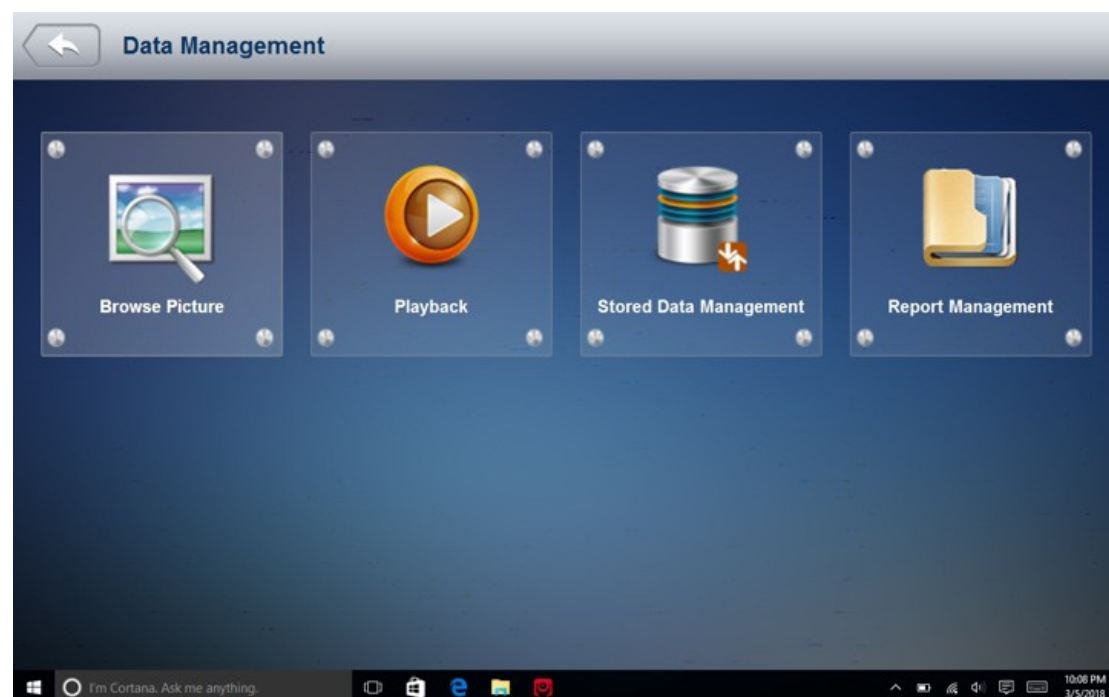 Data Management
Browse Picture
Playback
Stored Data Management
Report Management
I'm Cortana. Ask me anything.
10:08 PM
3/5/2018